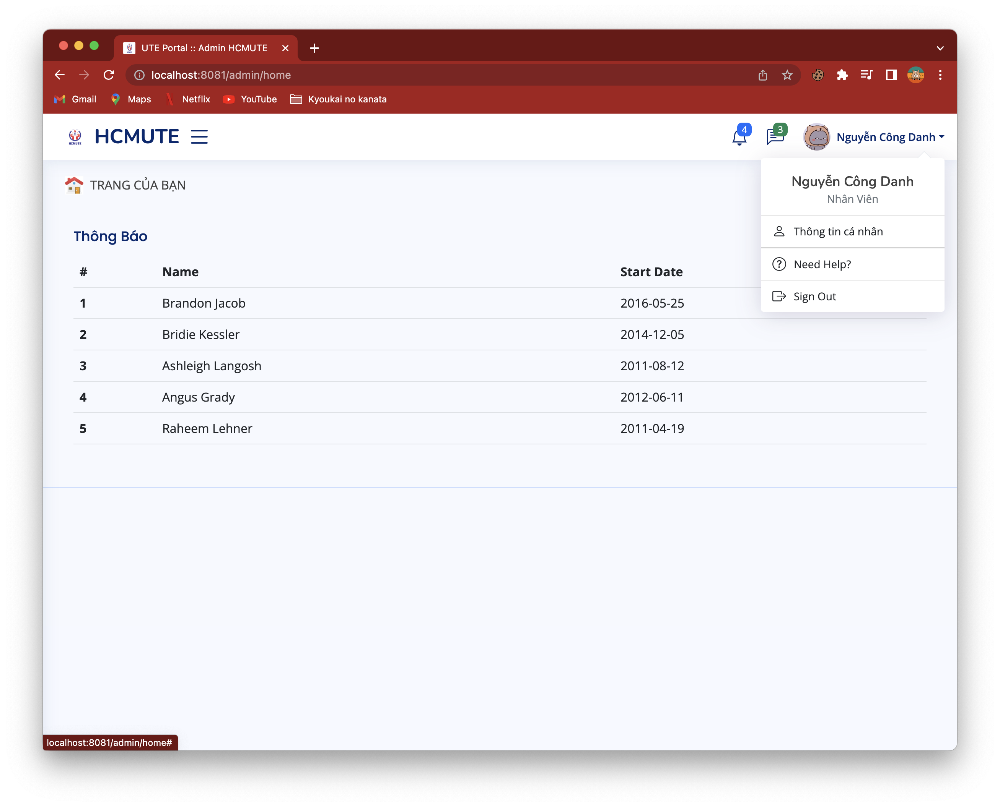 UTE Portal :: Admin HCMUTE
localhost:8081/admin/home
Gmail Maps Netflix YouTube Kyoukai no kanata
HCMUTE
HCMUTE
4
3
Nguyễn Công Danh
TRANG CỦA BẠN
Nguyễn Công Danh
Nhân Viên
Thông tin cá nhân
Need Help?
Sign Out
Thông Báo
# Name Start Date
1 Brandon Jacob 2016-05-25
2 Bridie Kessler 2014-12-05
3 Ashleigh Langosh 2011-08-12
4 Angus Grady 2012-06-11
5 Raheem Lehner 2011-04-19
localhost:8081/admin/home#